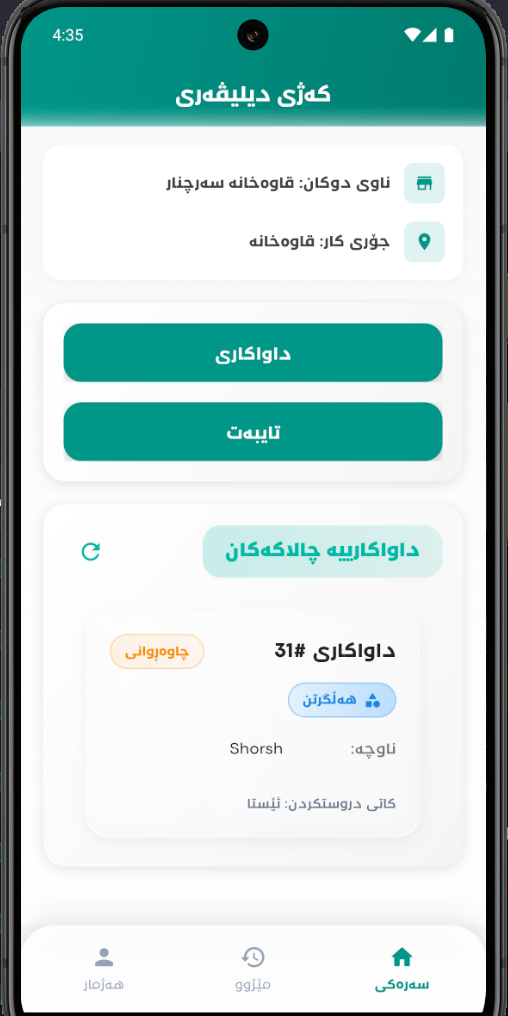 4:35
کەژی دیلیڤەری
ناوی دوکان: قاوەخانە سەرچنار
جۆری کار: قاوەخانە
داواکاری
تایبەت
داواکارییە چالاکەکان
داواکاری #31
چاوەڕوانی
هەڵگرتن
ناوچە: Shorsh
کاتی دروستکردن: ئێستا
سەرەکی
مێژوو
هەژمار